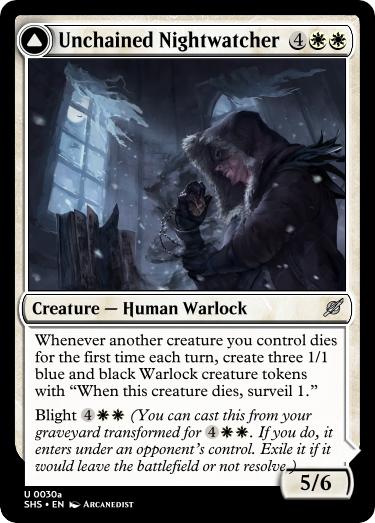 Unchained Nightwatcher 4
Creature — Human Warlock
Whenever another creature you control dies
for the first time each turn, create three 1/1
blue and black Warlock creature tokens
with “When this creature dies, surveil 1.”
Blight 4 (You can cast this from your
graveyard transformed for 4. If you do, it
enters under an opponent’s control. Exile it if it
would leave the battlefield or not resolve.)
5/6
U 0030a
SHS • EN ARCANEDIST